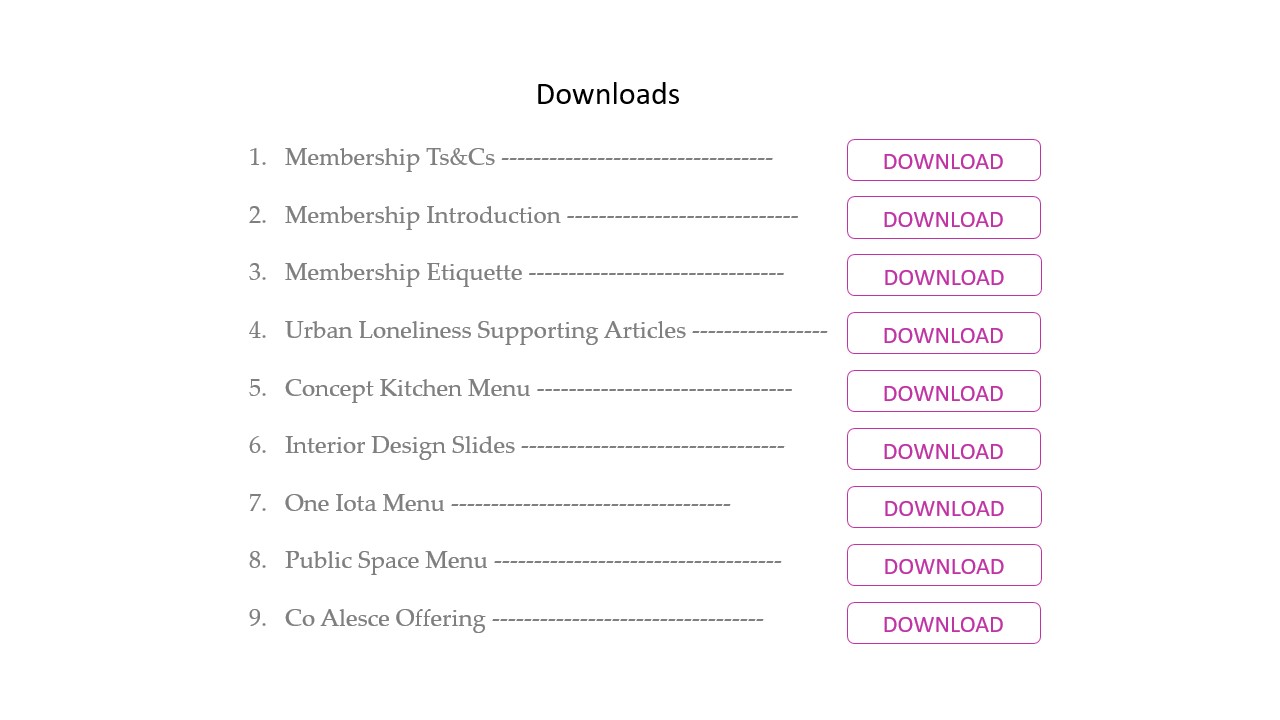 Downloads
1. Membership Ts&Cs ---------------------------------- DOWNLOAD
2. Membership Introduction ----------------------------- DOWNLOAD
3. Membership Etiquette -------------------------------- DOWNLOAD
4. Urban Loneliness Supporting Articles ----------------- DOWNLOAD
5. Concept Kitchen Menu -------------------------------- DOWNLOAD
6. Interior Design Slides --------------------------------- DOWNLOAD
7. One Iota Menu ----------------------------------- DOWNLOAD
8. Public Space Menu ------------------------------------ DOWNLOAD
9. Co Alesce Offering ---------------------------------- DOWNLOAD